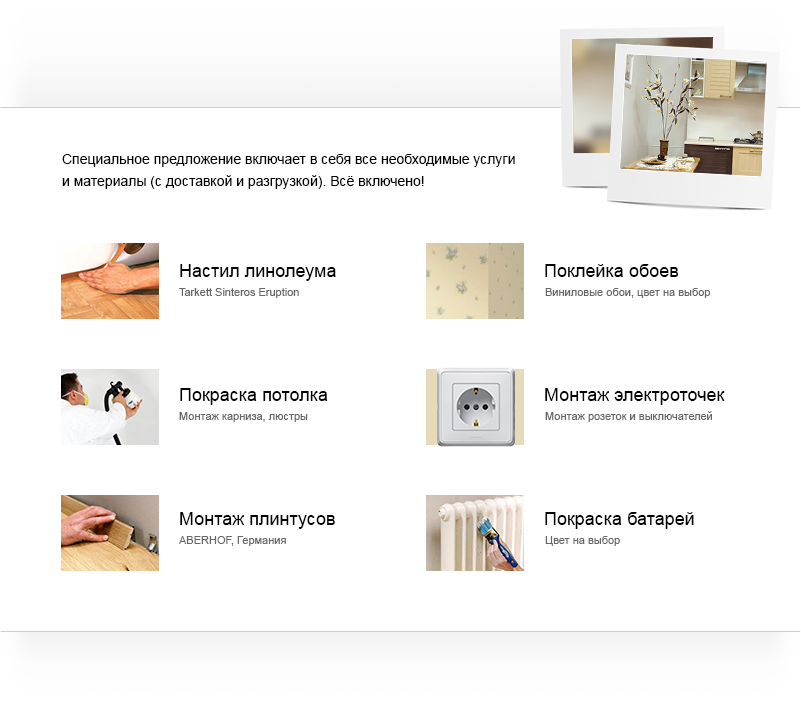 Специальное предложение включает в себя все необходимые услуги
и материалы (с доставкой и разгрузкой). Всё включено!
Настил линолеума
Tarkett Sinteros Eruption
Поклейка обоев
Виниловые обои, цвет на выбор
Покраска потолка
Монтаж карниза, люстры
Монтаж электроточек
Монтаж розеток и выключателей
Монтаж плинтусов
ABERHOF, Германия
Покраска батарей
Цвет на выбор